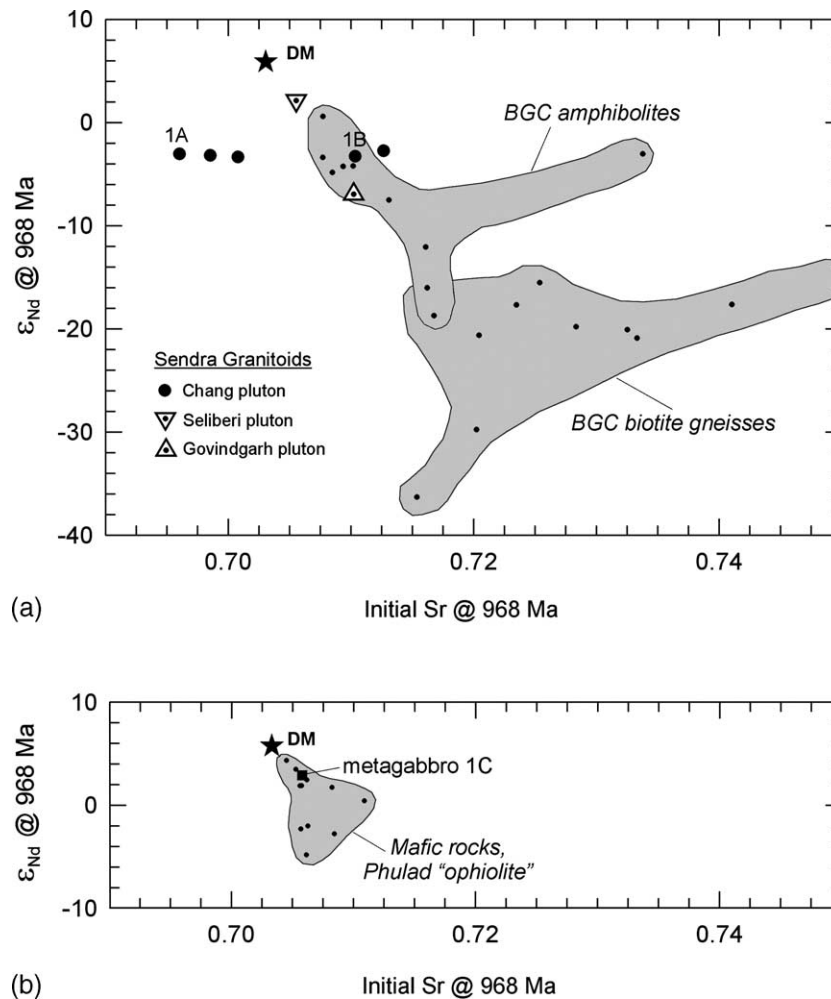 10
DM
0
1A
1B
BGC amphibolites
-10
εNd @ 968 Ma
-20
Sendra Granitoids
Chang pluton
Seliberi pluton
Govindgarh pluton
BGC biotite gneisses
-30
-40
0.70 0.72 0.74
(a)
Initial Sr @ 968 Ma
10
DM
metagabbro 1C
0
εNd @ 968 Ma
Mafic rocks,
Phulad "ophiolite"
-10
0.70 0.72 0.74
(b)
Initial Sr @ 968 Ma